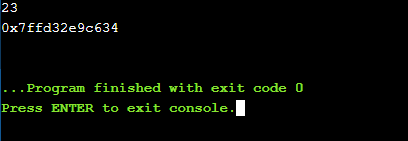 23
0x7ffd32e9c634
...Program finished with exit code 0
Press ENTER to exit console.